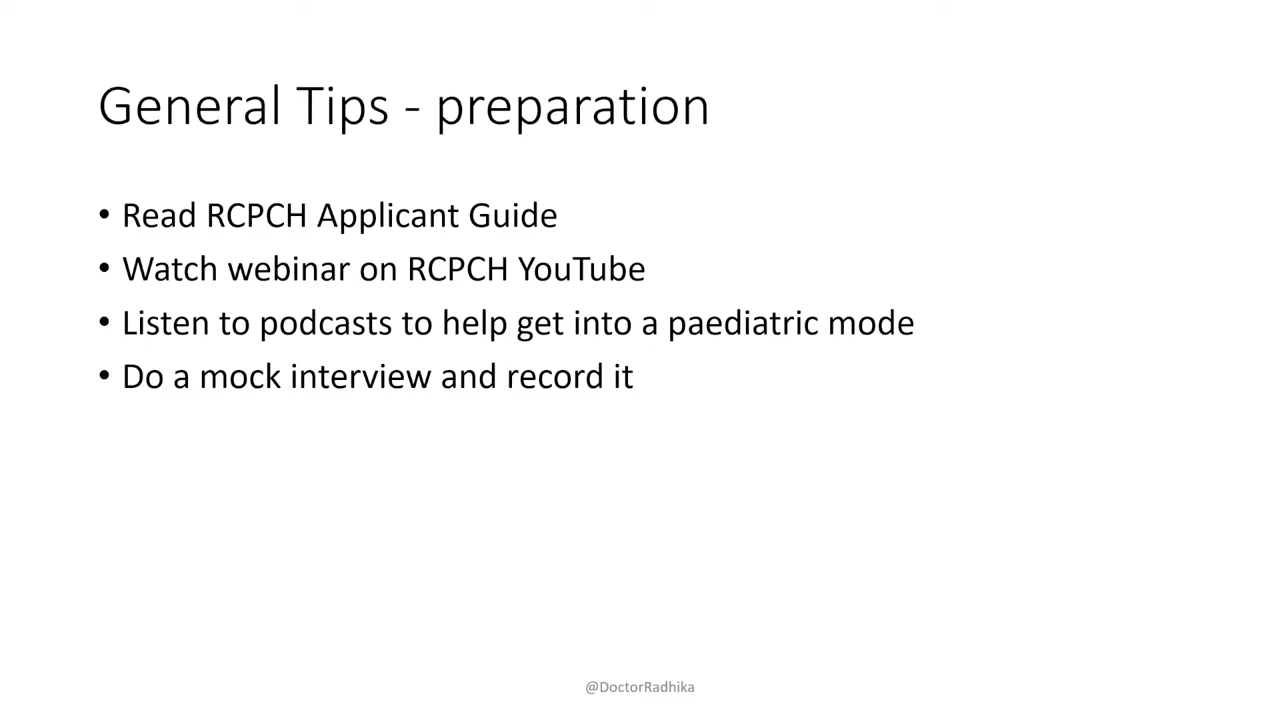 General Tips - preparation
• Read RCPCH Applicant Guide
• Watch webinar on RCPCH YouTube
• Listen to podcasts to help get into a paediatric mode
• Do a mock interview and record it
@DoctorRadhika